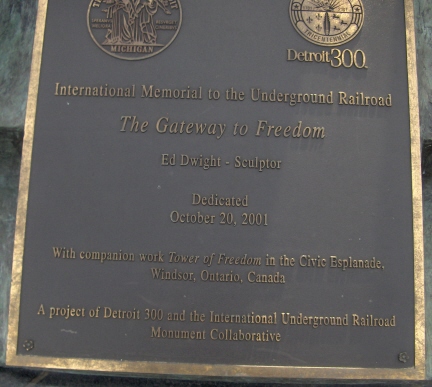 MICHIGAN
Detroit300.
International Memorial to the Underground Railroad
The Gateway to Freedom
Ed Dwight - Sculptor
Dedicated
October 20, 2001
With companion work Tower of Freedom in the Civic Esplanade,
Windsor, Ontario, Canada
A project of Detroit 300 and the International Underground Railroad
Monument Collaborative